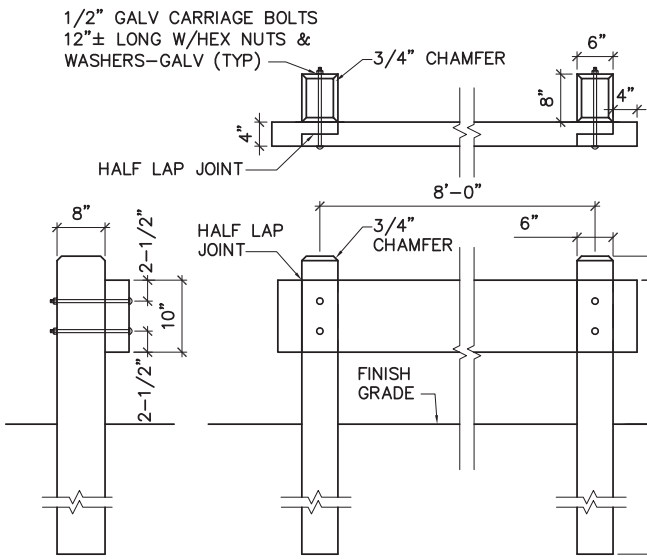 1/2" GALV CARRIAGE BOLTS
12"± LONG W/HEX NUTS &
WASHERS-GALV (TYP)
3/4" CHAMFER
6"
8"
4"
4"
HALF LAP JOINT
8'-0"
8"
2-1/2"
10"
2-1/2"
HALF LAP
JOINT
3/4"
CHAMFER
6"
FINISH
GRADE